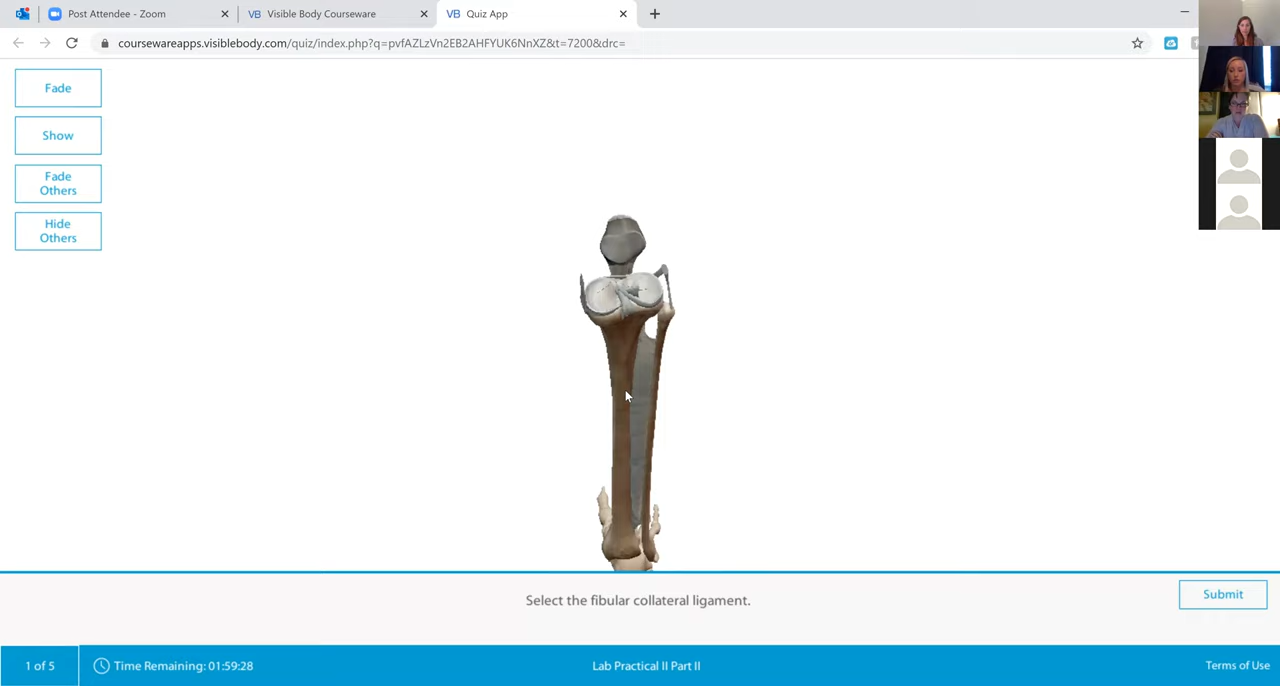 Post Attendee - Zoom
VB Visible Body Courseware
VB Quiz App
coursewareapps.visiblebody.com/quiz/index.php?q=pvfAZLzVn2EB2AHFYUK6NnXZ&t=7200&drc=
Fade
Show
Fade
Others
Hide
Others
Select the fibular collateral ligament.
Submit
1 of 5
Time Remaining: 01:59:28
Lab Practical II Part II
Terms of Use